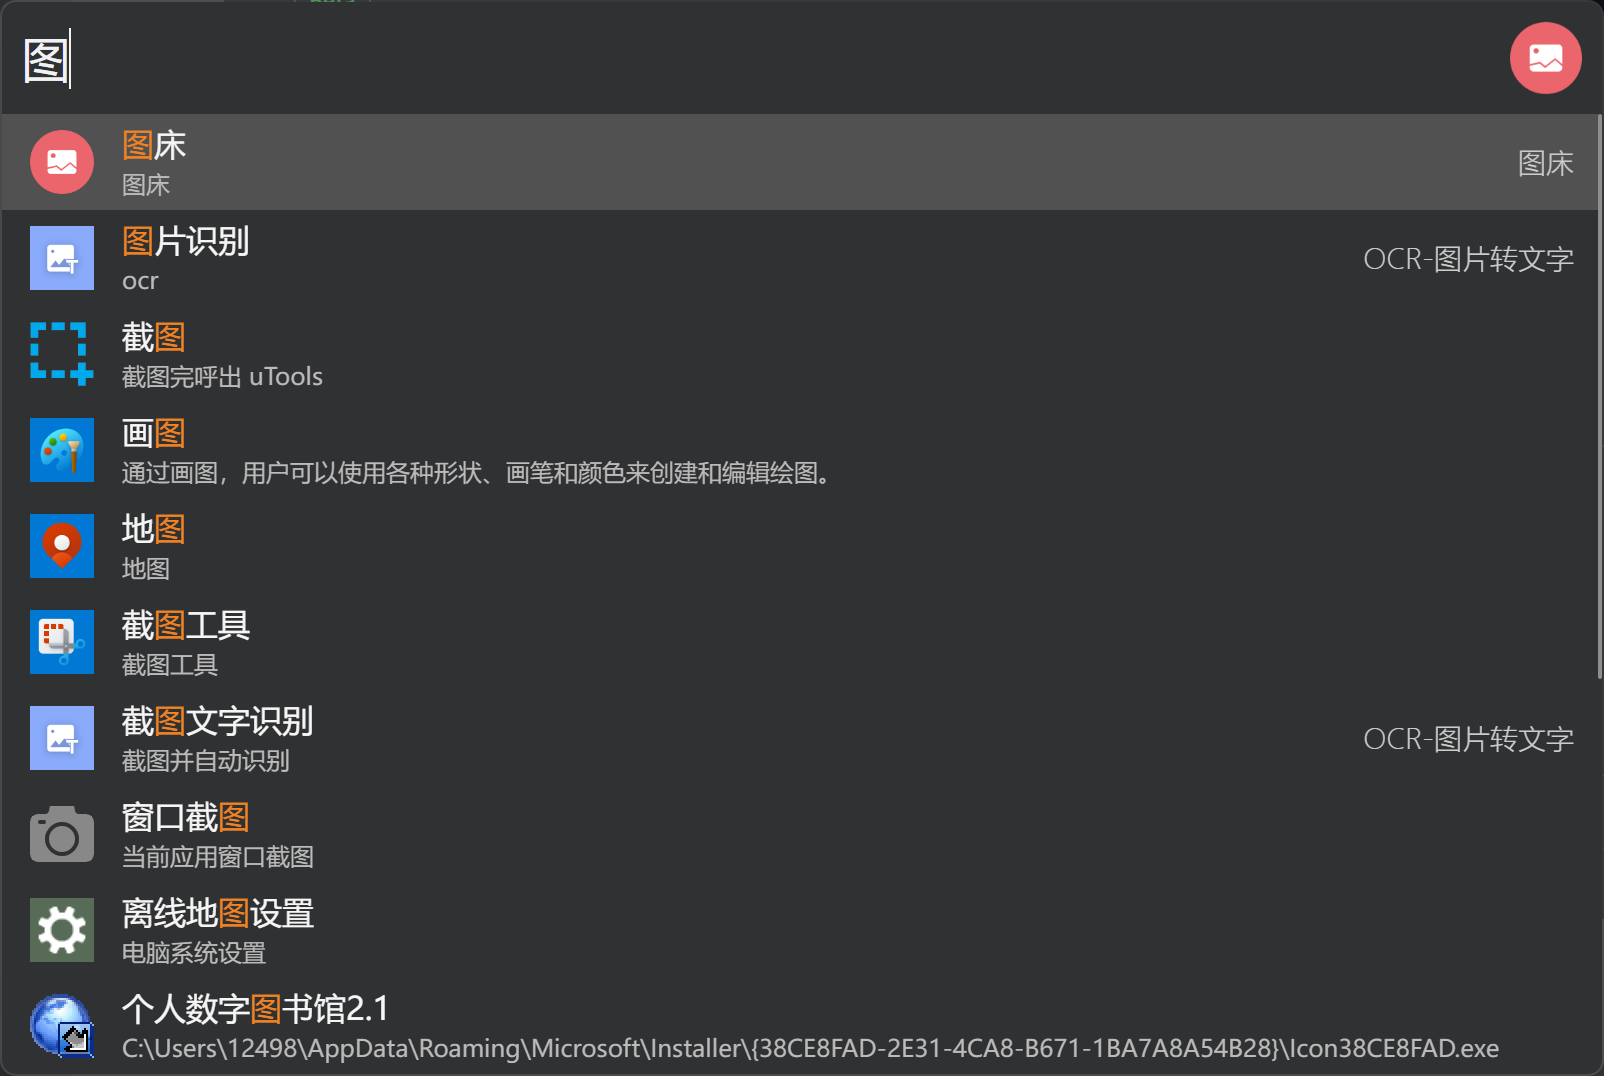 图
图床
图床
图床
图片识别
ocr
OCR-图片转文字
截图
截图完呼出 uTools
画图
通过画图，用户可以使用各种形状、画笔和颜色来创建和编辑绘图。
地图
地图
截图工具
截图工具
截图文字识别
截图并自动识别
OCR-图片转文字
窗口截图
当前应用窗口截图
离线地图设置
电脑系统设置
个人数字图书馆2.1
C:\Users\12498\AppData\Roaming\Microsoft\Installer\{38CE8FAD-2E31-4CA8-B671-1BA7A8A54B28}\Icon38CE8FAD.exe